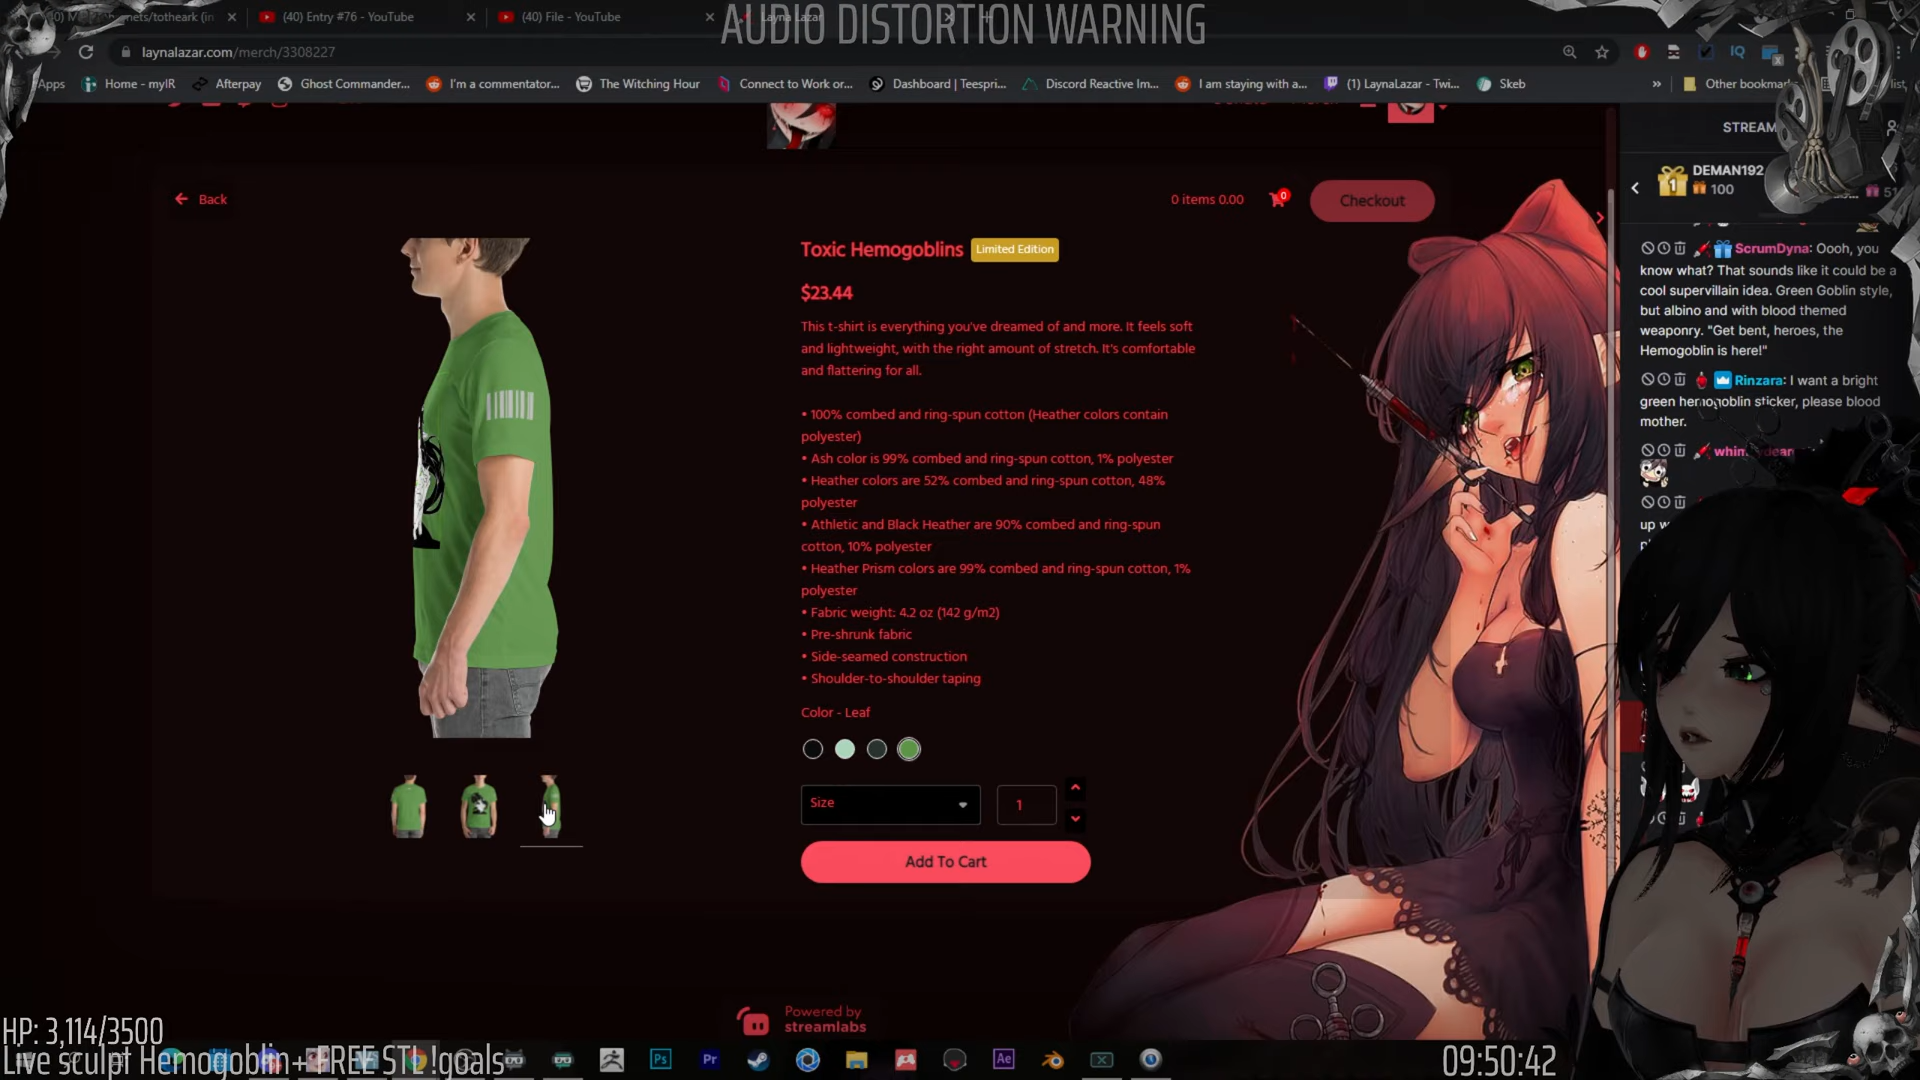 AUDIO DISTORTION WARNING
(40) Entry #76 - YouTube
(40) File - YouTube
Layna Lazar
laynalazar.com/merch/3308227
Apps
Home - myIR
Afterpay
Ghost Commander...
I'm a commentator...
The Witching Hour
Connect to Work or...
Dashboard | Teespri...
Discord Reactive Im...
I am staying with a...
(1) LaynaLazar - Twi...
Skeb
»
Other bookmarks
Back
0 items 0.00
0
Checkout
Toxic Hemogoblins
Limited Edition
$23.44
This t-shirt is everything you've dreamed of and more. It feels soft
and lightweight, with the right amount of stretch. It's comfortable
and flattering for all.
• 100% combed and ring-spun cotton (Heather colors contain
polyester)
• Ash color is 99% combed and ring-spun cotton, 1% polyester
• Heather colors are 52% combed and ring-spun cotton, 48%
polyester
• Athletic and Black Heather are 90% combed and ring-spun
cotton, 10% polyester
• Heather Prism colors are 99% combed and ring-spun cotton, 1%
polyester
• Fabric weight: 4.2 oz (142 g/m2)
• Pre-shrunk fabric
• Side-seamed construction
• Shoulder-to-shoulder taping
Color - Leaf
Size
1
Add To Cart
Powered by
streamlabs
STREAM
1
DEMAN192
100
51
ScrumDyna: Oooh, you
know what? That sounds like it could be a
cool supervillain idea. Green Goblin style,
but albino and with blood themed
weaponry. "Get bent, heroes, the
Hemogoblin is here!"
Rinzara: I want a bright
green hemogoblin sticker, please blood
mother.
HP: 3,114/3500
Live sculpt Hemogoblin + FREE STL !goals
Ps
Pr
Ae
09:50:42